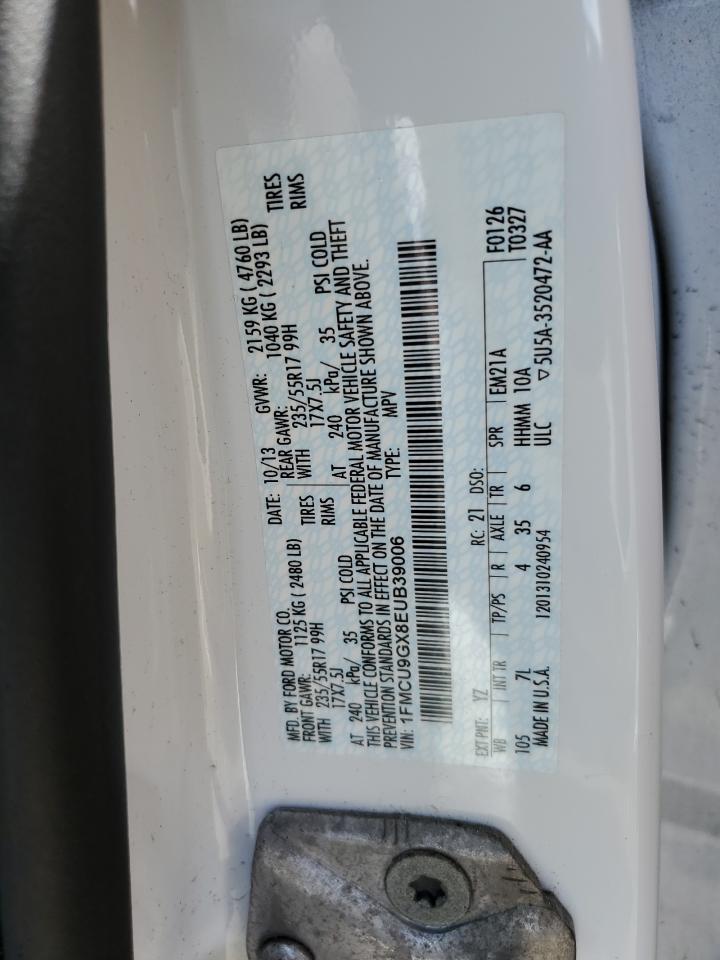 MFD. BY FORD MOTOR CO. DATE: 10/13 GVWR: 2159 KG ( 4760 LB)
FRONT GAWR: 1125 KG ( 2480 LB) REAR GAWR: 1040 KG ( 2293 LB)
WITH 235/55R17 99H TIRES WITH 235/55R17 99H TIRES
17X7.5J RIMS 17X7.5J RIMS
AT 240 kPa/ 35 PSI COLD AT 240 kPa/ 35 PSI COLD
THIS VEHICLE CONFORMS TO ALL APPLICABLE FEDERAL MOTOR VEHICLE SAFETY AND THEFT
PREVENTION STANDARDS IN EFFECT ON THE DATE OF MANUFACTURE SHOWN ABOVE.
VIN: 1FMCU9GX8EUB39006 TYPE: MPV
EXT PNT: YZ RC: 21 DSO: F0126
WB INT TR TP/PS R AXLE TR SPR EM21A T0327
105 7L 4 35 6 HHMM 10A
MADE IN U.S.A. 1201310240954 ULC ▽5U5A-3520472-AA